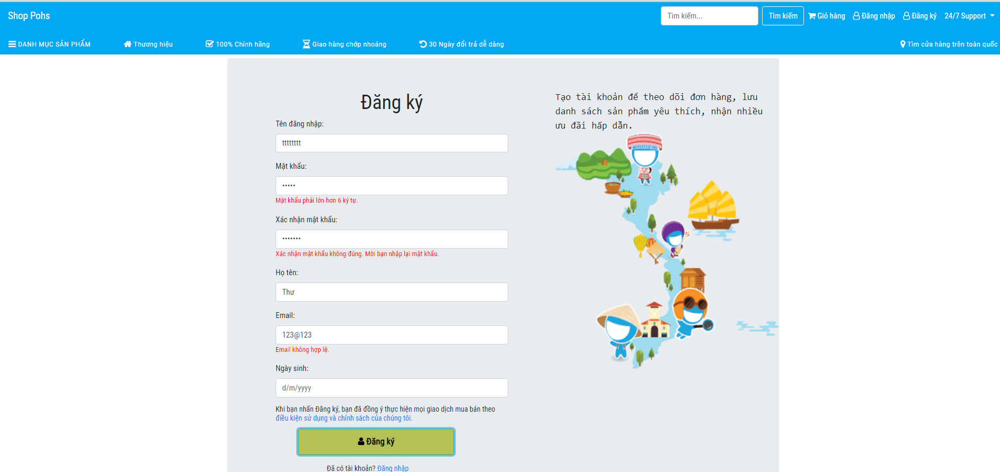 Shop Pohs
Tìm kiếm...
Tìm kiếm
Giỏ hàng
Đăng nhập
Đăng ký
24/7 Support
DANH MỤC SẢN PHẨM
Thương hiệu
100% Chính hãng
Giao hàng chớp nhoáng
30 Ngày đổi trả dễ dàng
Tìm cửa hàng trên toàn quốc
Đăng ký
Tên đăng nhập:
tttttttt
Mật khẩu:
•••••
Mật khẩu phải lớn hơn 6 ký tự.
Xác nhận mật khẩu:
•••••••
Xác nhận mật khẩu không đúng. Mời bạn nhập lại mật khẩu.
Họ tên:
Thư
Email:
123@123
Email không hợp lệ.
Ngày sinh:
d/m/yyyy
Khi bạn nhấn Đăng ký, bạn đã đồng ý thực hiện mọi giao dịch mua bán theo
điều kiện sử dụng và chính sách của chúng tôi.
Đăng ký
Đã có tài khoản? Đăng nhập
Tạo tài khoản để theo dõi đơn hàng, lưu
danh sách sản phẩm yêu thích, nhận nhiều
ưu đãi hấp dẫn.